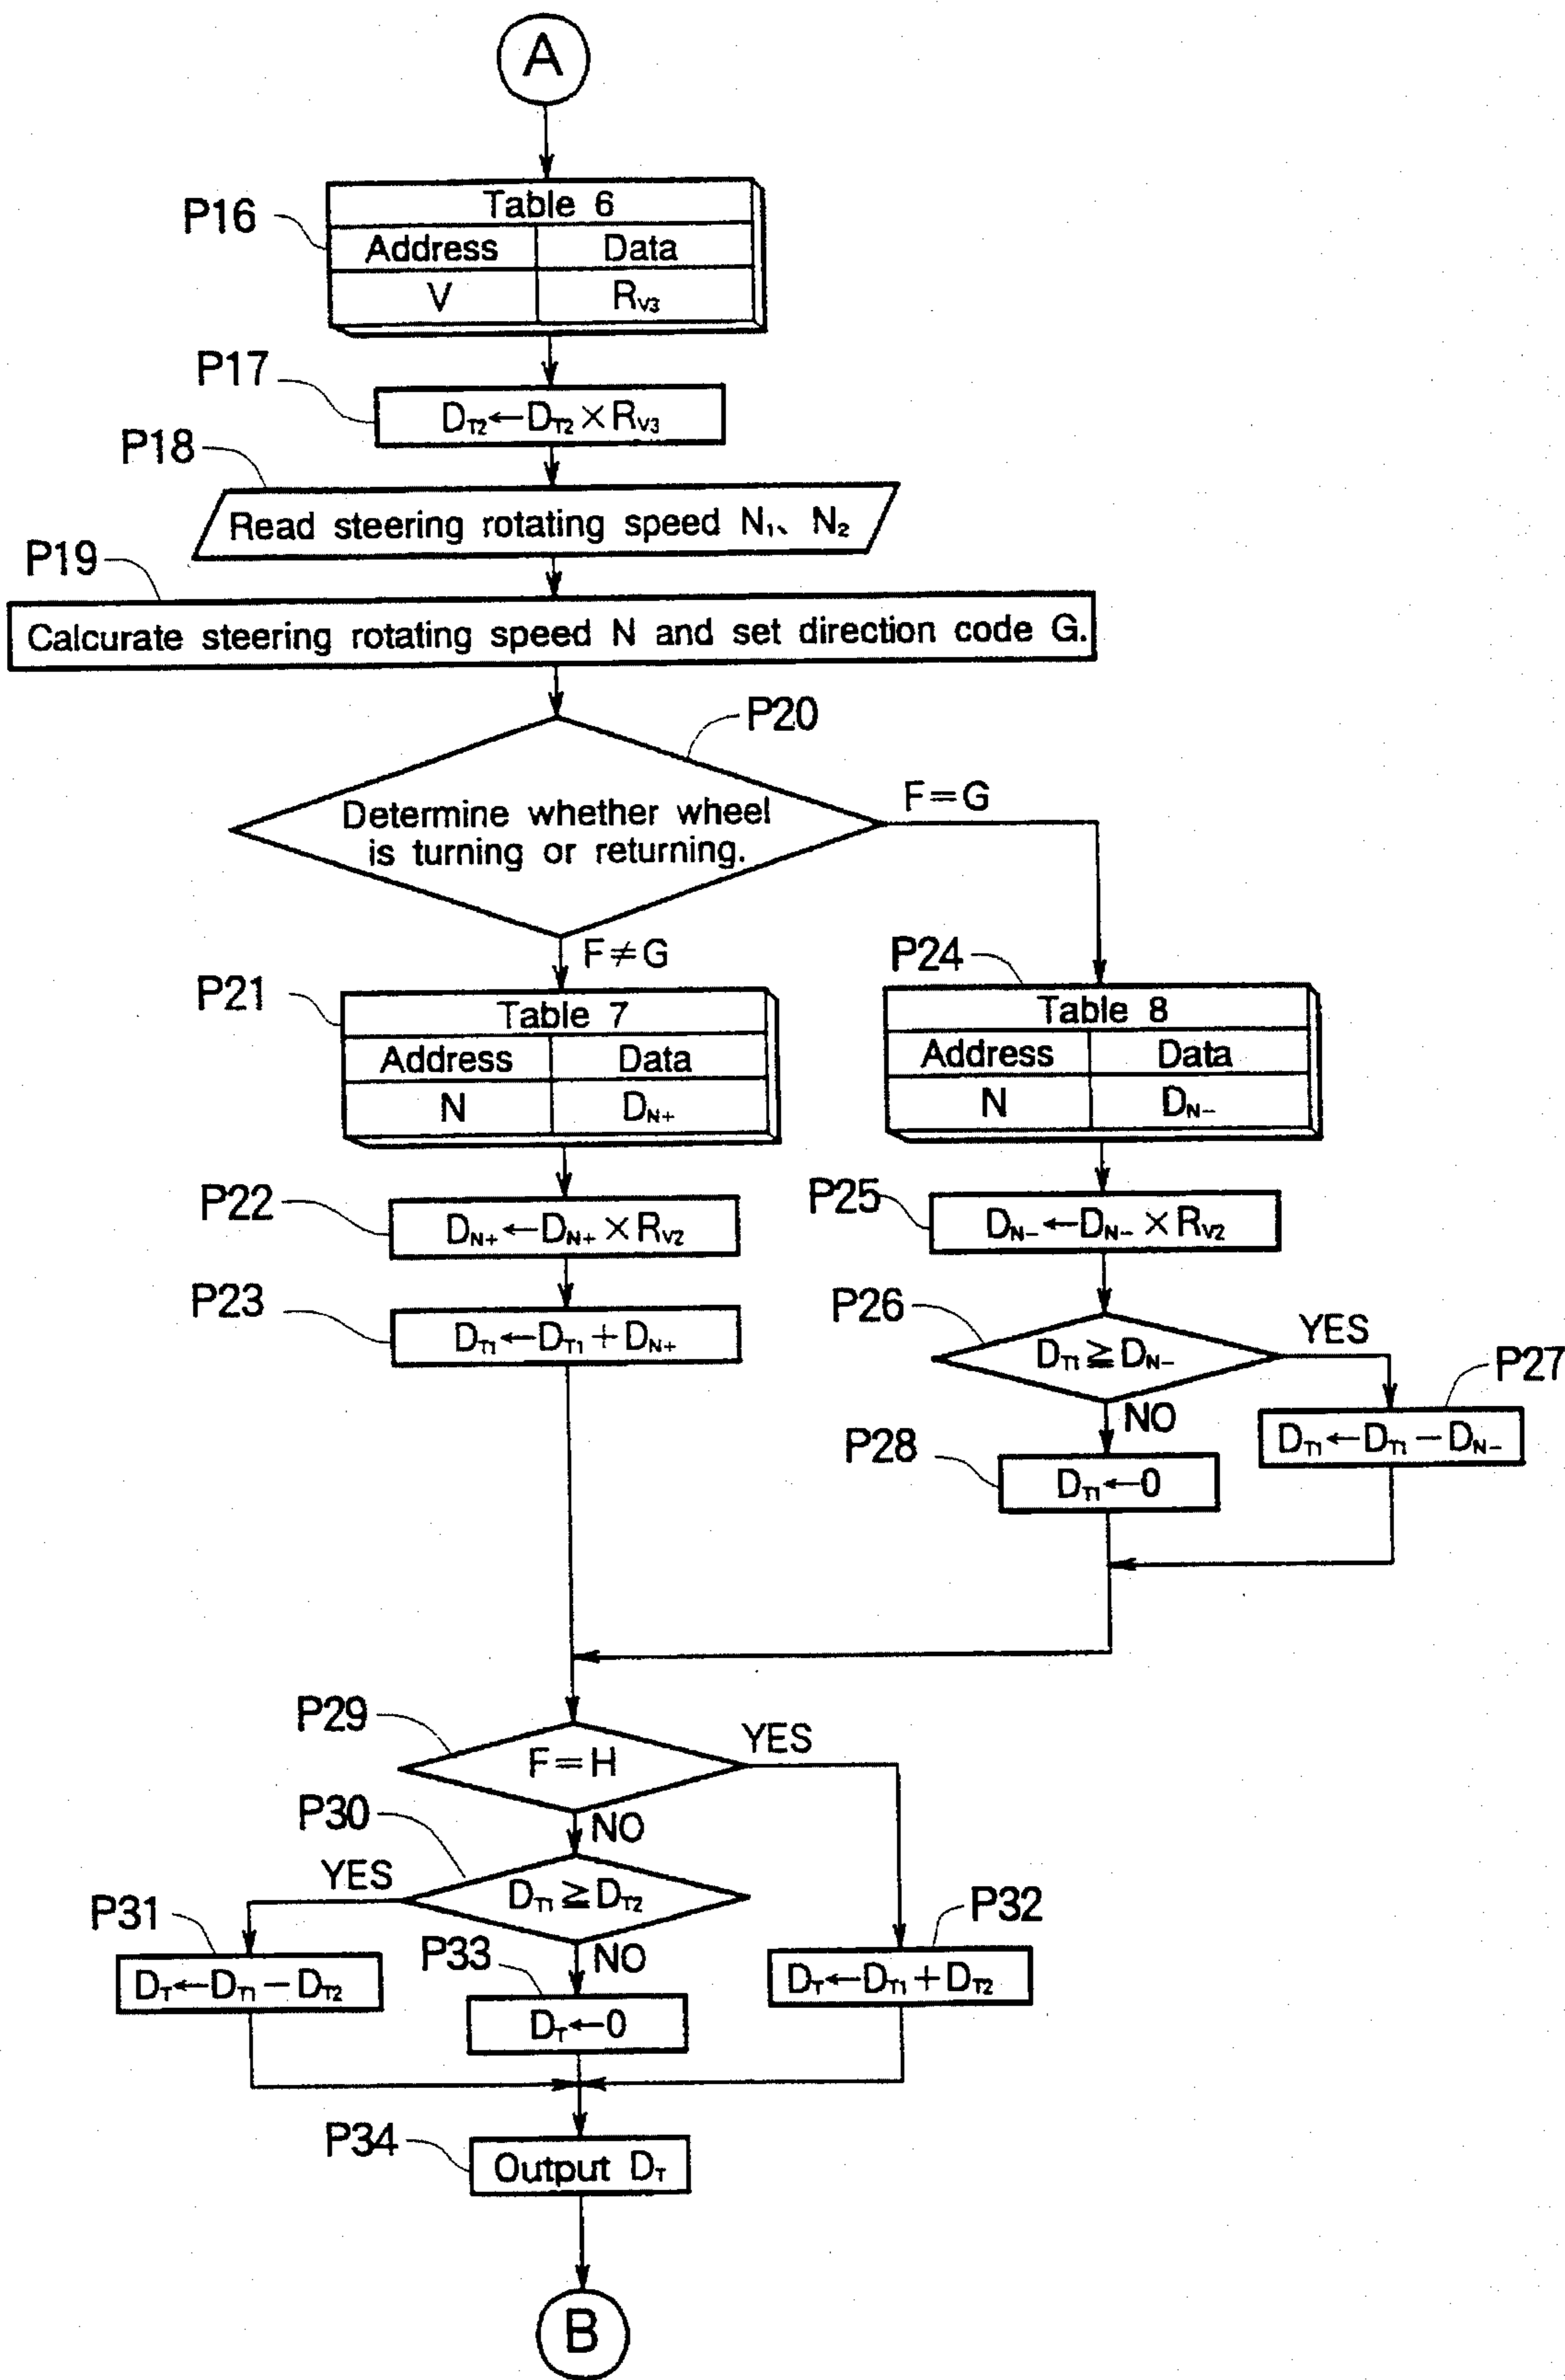 A
P16
Table 6
Address Data
V Rv3
P17
DT2←DT2×Rv3
P18
Read steering rotating speed N1、N2
P19
Calcurate steering rotating speed N and set direction code G.
P20
Determine whether wheel
is turning or returning.
F=G
F≠G
P21
Table 7
Address Data
N DN+
P22
DN+←DN+×Rv2
P23
DT1←DT1+DN+
P24
Table 8
Address Data
N DN−
P25
DN−←DN−×Rv2
P26
DT1≧DN−
YES
P27
DT1←DT1−DN−
NO
P28
DT1←0
P29
F=H
YES
NO
P30
DT1≧DT2
YES
P31
DT←DT1−DT2
NO
P33
DT←0
P32
DT←DT1+DT2
P34
Output DT
B